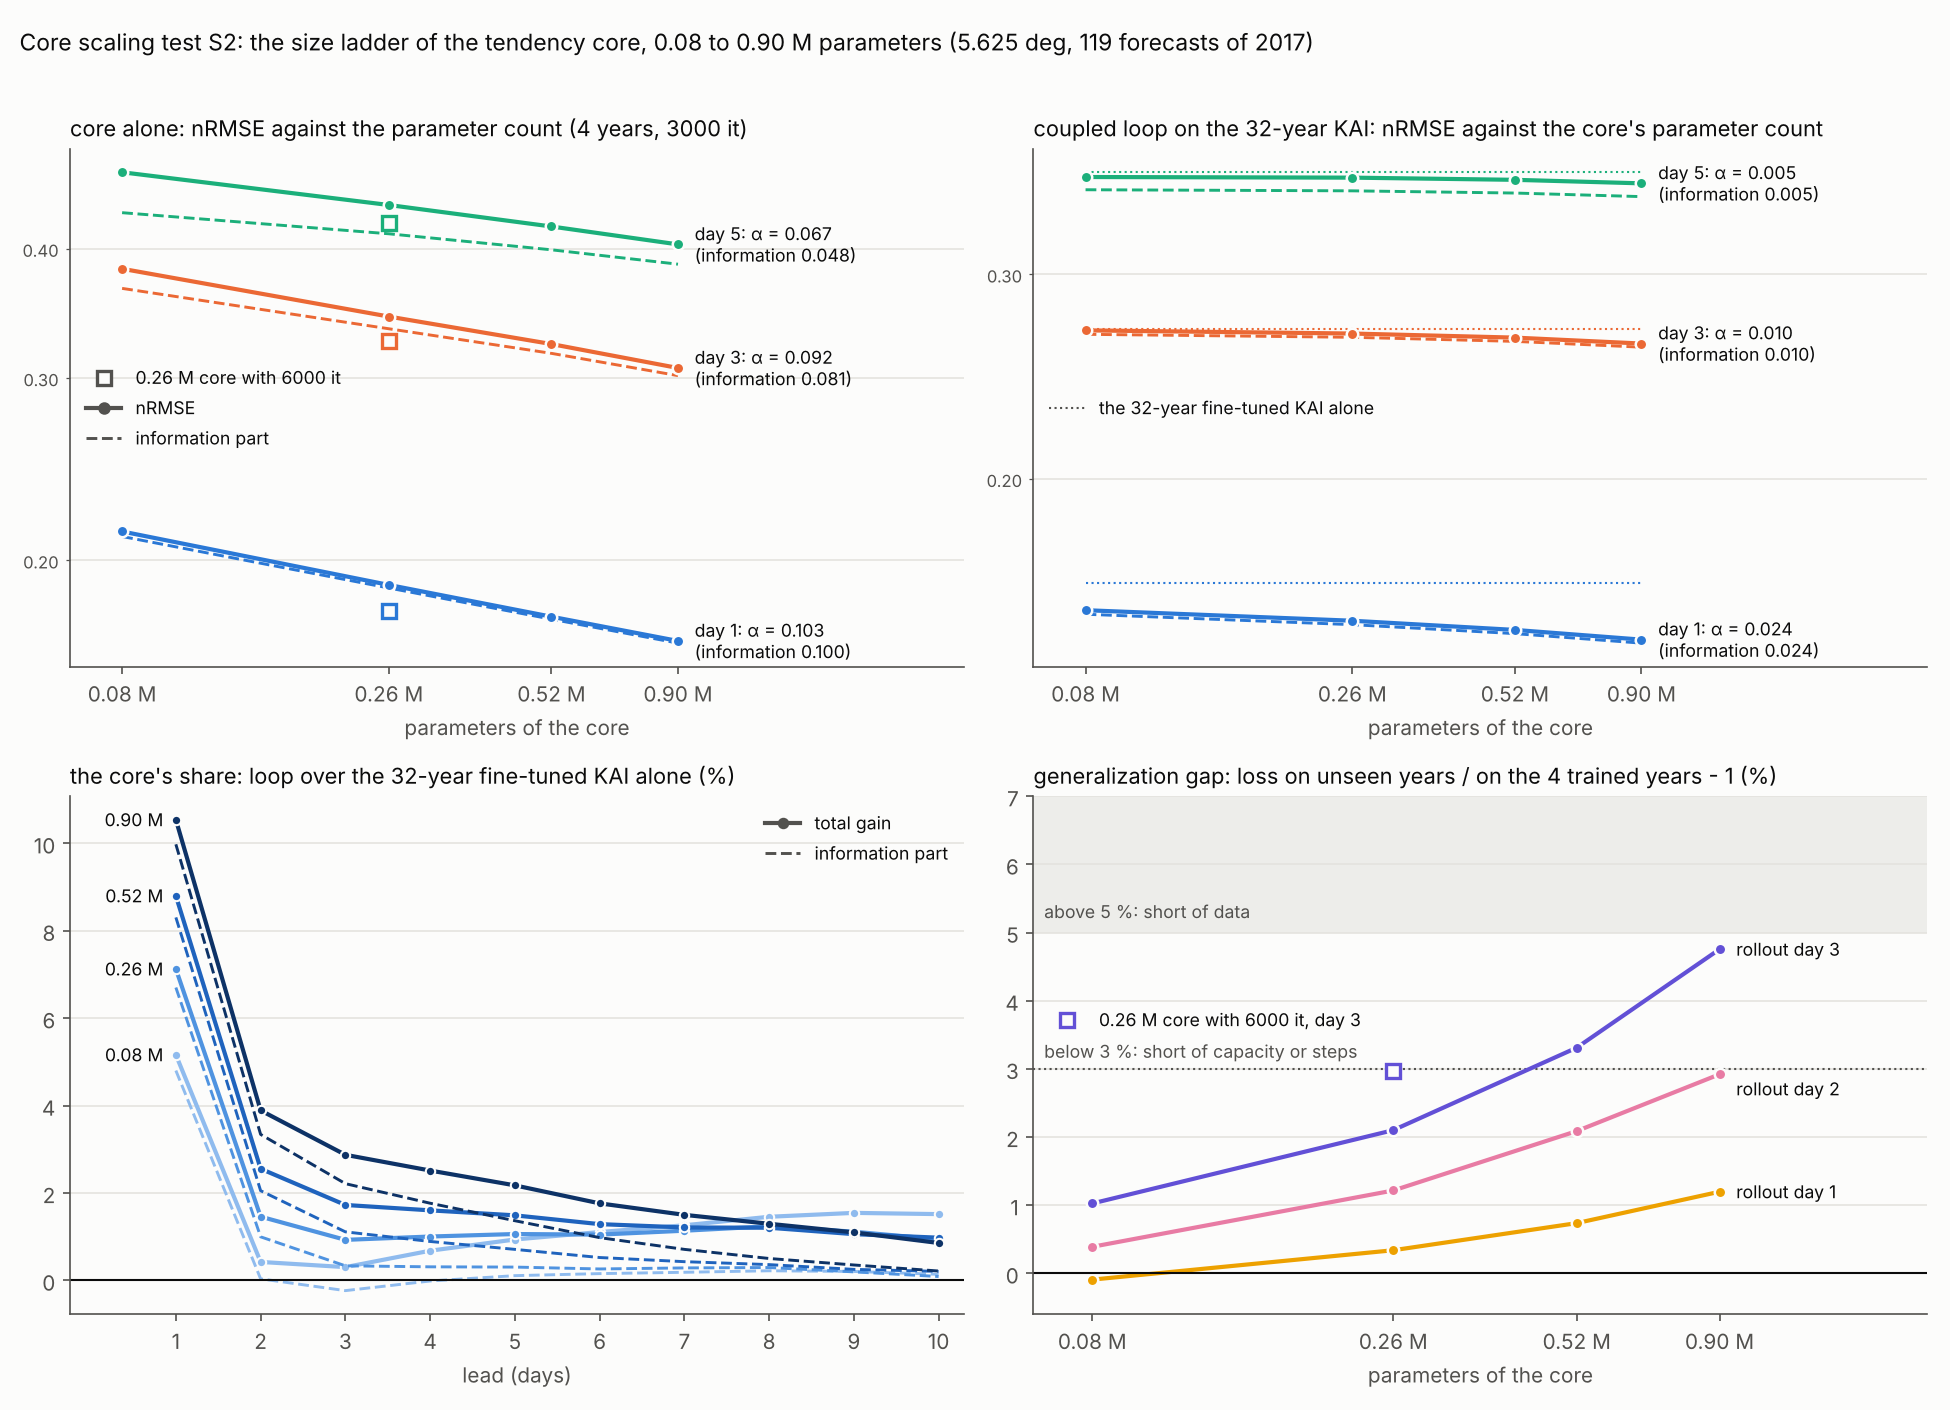 Core scaling test S2: the size ladder of the tendency core, 0.08 to 0.90 M parameters (5.625 deg, 119 forecasts of 2017)
core alone: nRMSE against the parameter count (4 years, 3000 it)
0.40
0.30
0.20
day 5: α = 0.067
(information 0.048)
day 3: α = 0.092
(information 0.081)
0.26 M core with 6000 it
nRMSE
information part
day 1: α = 0.103
(information 0.100)
0.08 M
0.26 M
0.52 M
0.90 M
parameters of the core
coupled loop on the 32-year KAI: nRMSE against the core's parameter count
0.30
0.20
day 5: α = 0.005
(information 0.005)
day 3: α = 0.010
(information 0.010)
the 32-year fine-tuned KAI alone
day 1: α = 0.024
(information 0.024)
0.08 M
0.26 M
0.52 M
0.90 M
parameters of the core
the core's share: loop over the 32-year fine-tuned KAI alone (%)
10
8
6
4
2
0
0.90 M
0.52 M
0.26 M
0.08 M
total gain
information part
1
2
3
4
5
6
7
8
9
10
lead (days)
generalization gap: loss on unseen years / on the 4 trained years - 1 (%)
7
6
5
4
3
2
1
0
above 5 %: short of data
rollout day 3
0.26 M core with 6000 it, day 3
below 3 %: short of capacity or steps
rollout day 2
rollout day 1
0.08 M
0.26 M
0.52 M
0.90 M
parameters of the core